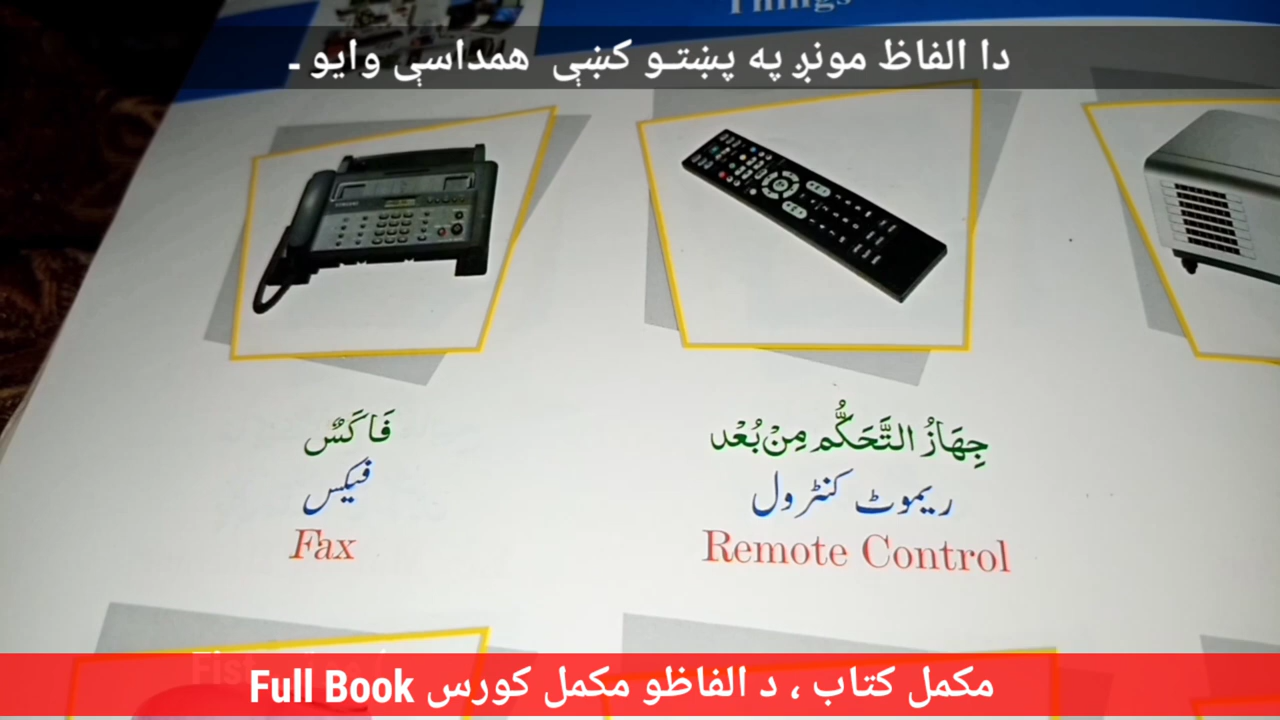 Things
دا الفاظ مونږ په پښتو کښې همداسې وایو ۔
فَاكَسٌ
فیکس
Fax
جِهَازُ التَّحَكُّم مِنْ بُعْد
ریموٹ کنٹرول
Remote Control
مکمل کتاب ، د الفاظو مکمل کورس Full Book